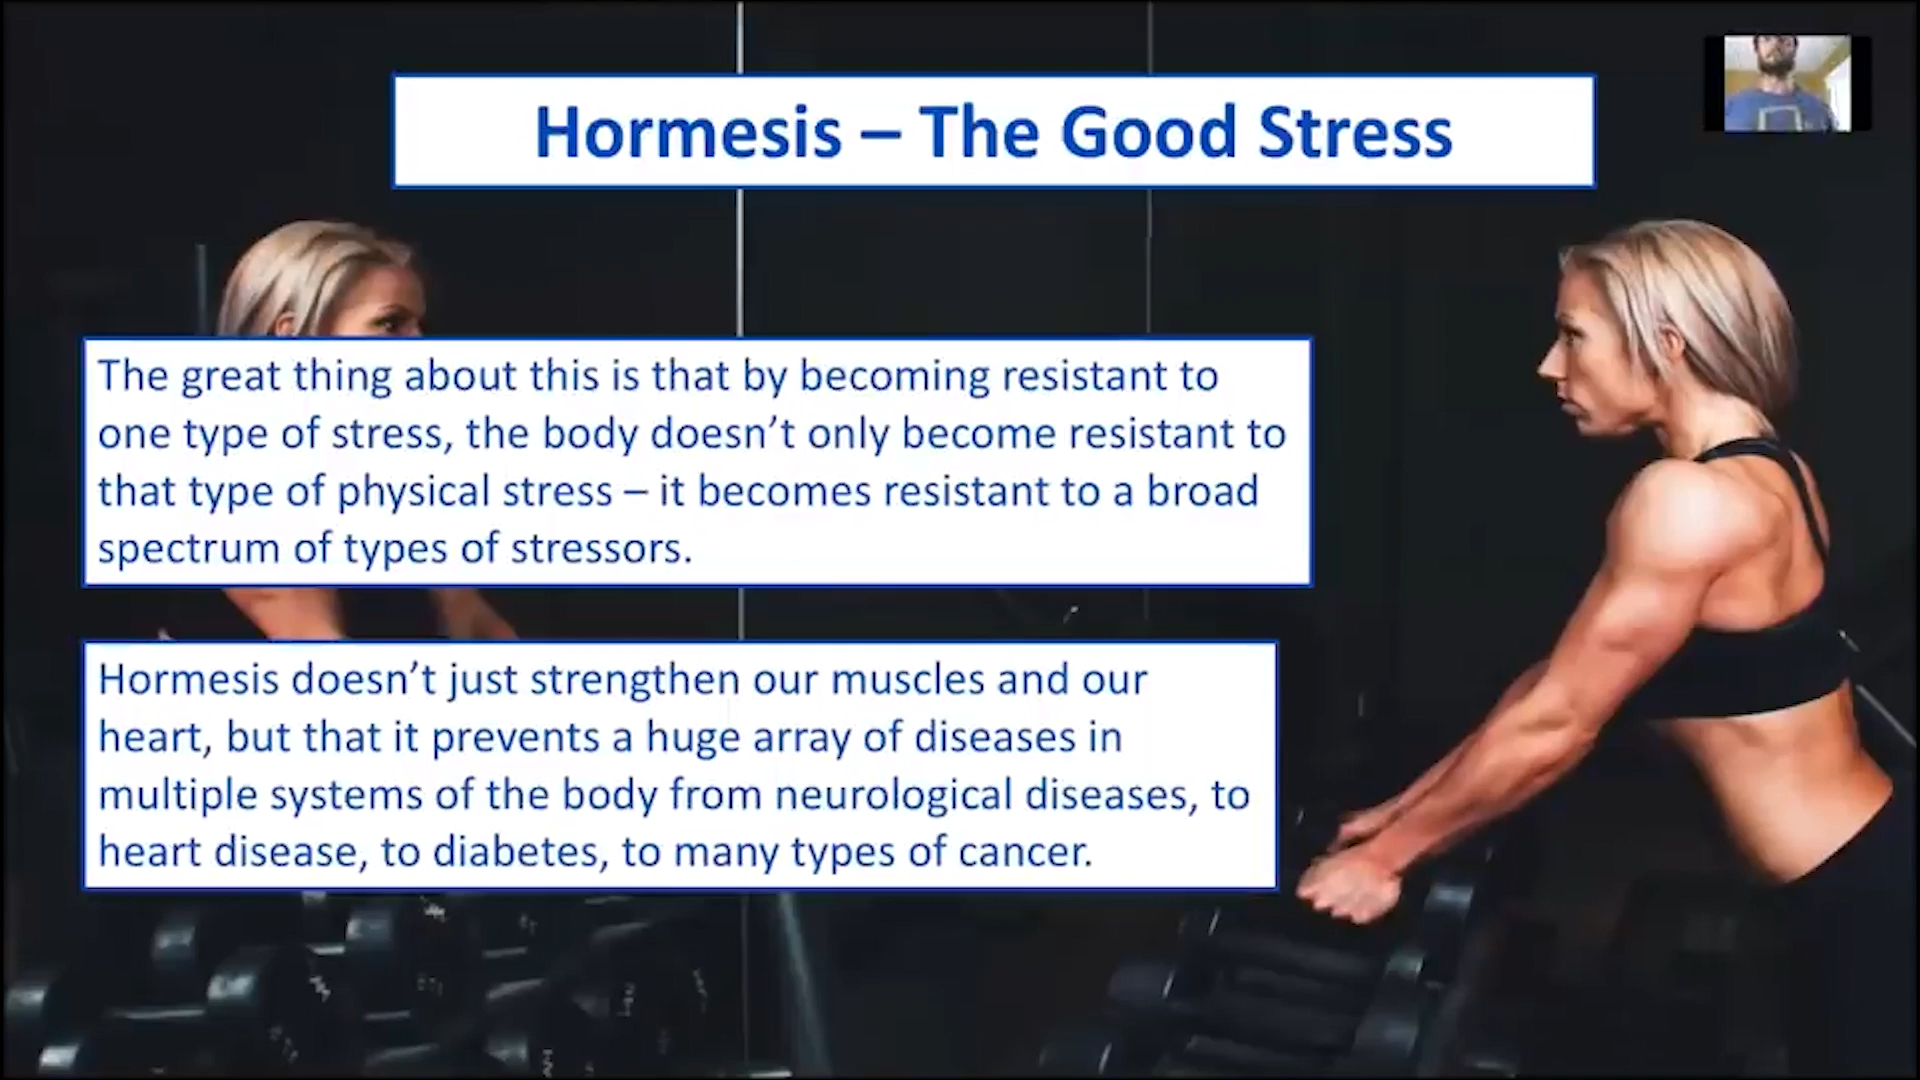 Hormesis – The Good Stress
The great thing about this is that by becoming resistant to
one type of stress, the body doesn’t only become resistant to
that type of physical stress – it becomes resistant to a broad
spectrum of types of stressors.
Hormesis doesn’t just strengthen our muscles and our
heart, but that it prevents a huge array of diseases in
multiple systems of the body from neurological diseases, to
heart disease, to diabetes, to many types of cancer.